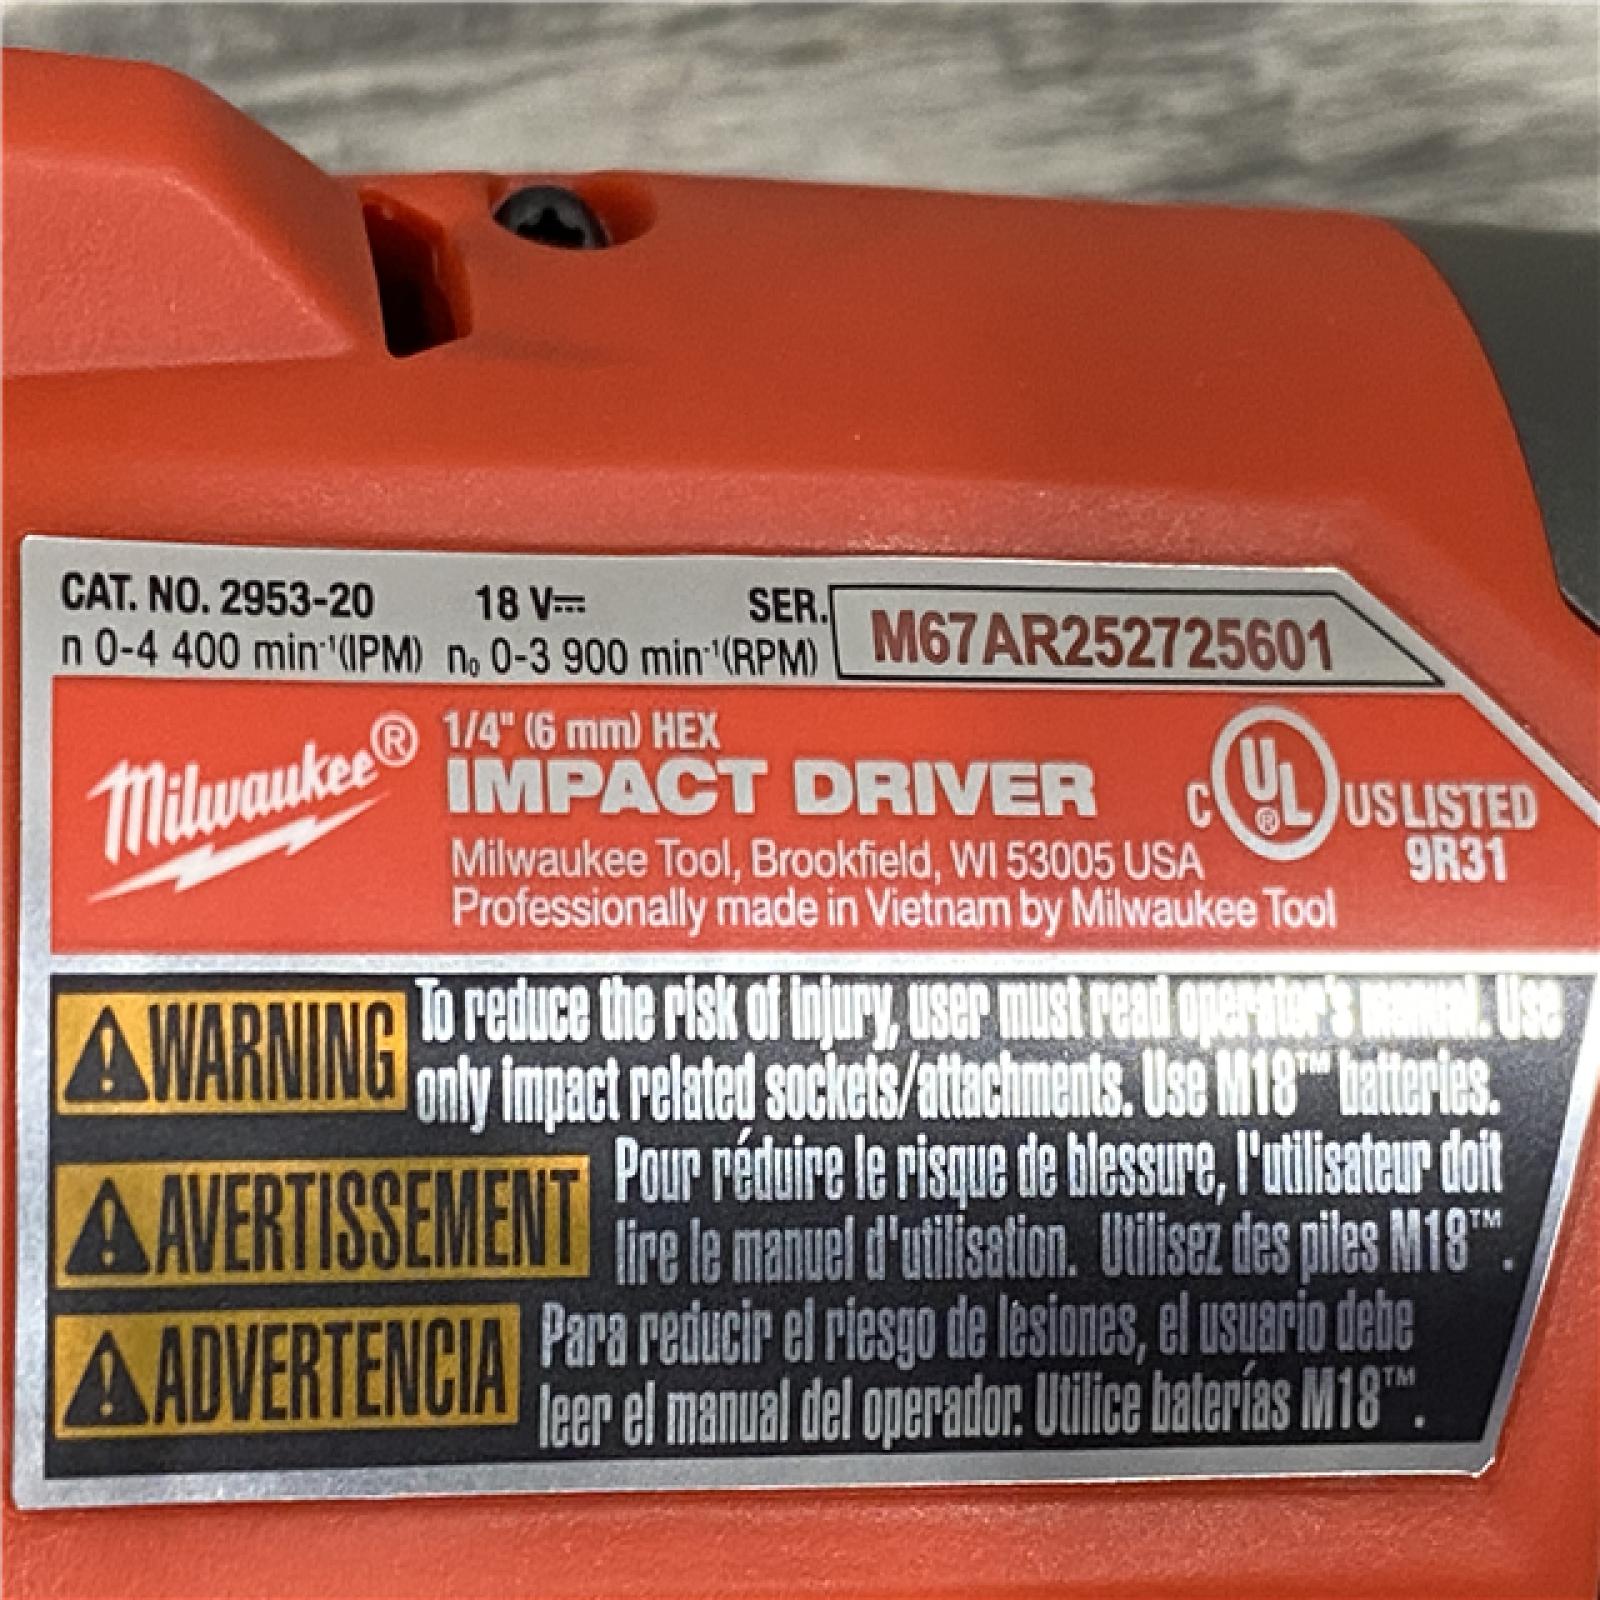 CAT. NO. 2953-20 18 V⎓ SER. M67AR252725601
n 0-4 400 min⁻¹(IPM) n₀ 0-3 900 min⁻¹(RPM)
Milwaukee®
1/4" (6 mm) HEX
IMPACT DRIVER
Milwaukee Tool, Brookfield, WI 53005 USA
Professionally made in Vietnam by Milwaukee Tool
C UL® US LISTED
9R31
WARNING To reduce the risk of injury, user must read operator's manual. Use
only impact related sockets/attachments. Use M18™ batteries.
AVERTISSEMENT Pour réduire le risque de blessure, l'utilisateur doit
lire le manuel d'utilisation. Utilisez des piles M18™.
ADVERTENCIA Para reducir el riesgo de lesiones, el usuario debe
leer el manual del operador. Utilice baterías M18™.